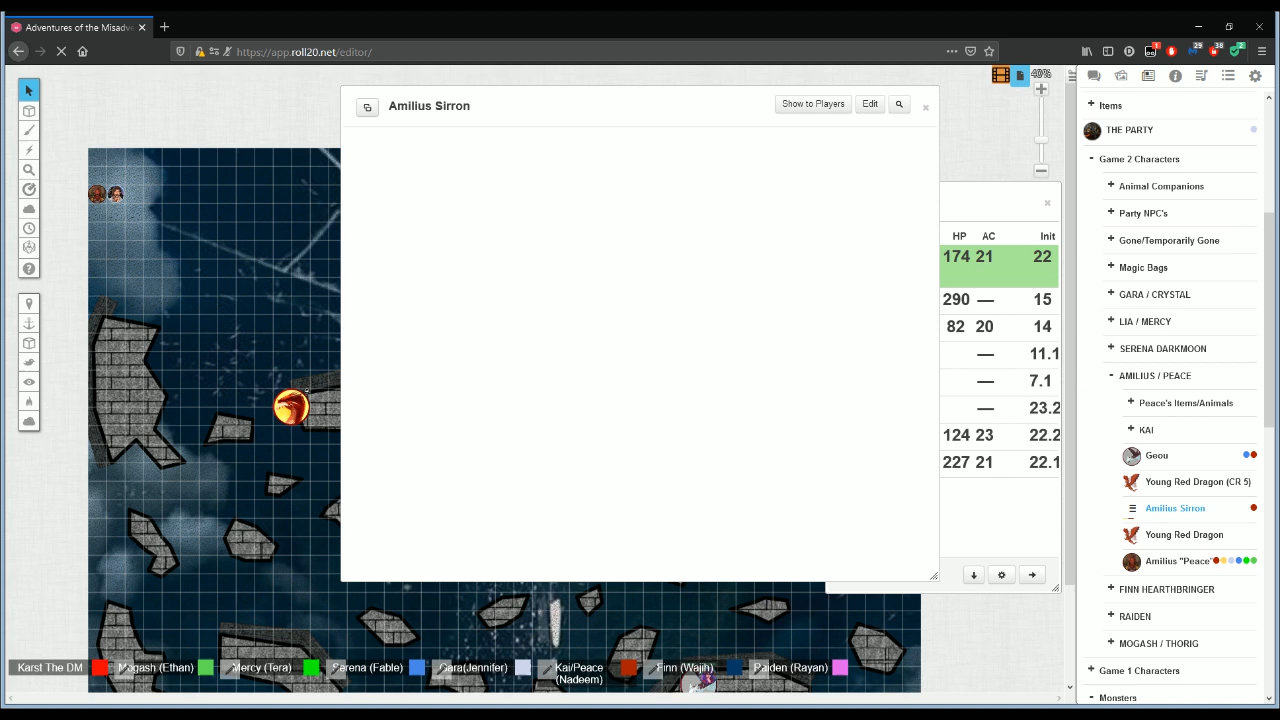 Adventures of the Misadve
https://app.roll20.net/editor/
1
29
38
2
40%
Amilius Sirron
Show to Players
Edit
HP AC Init
174 21 22
290 — 15
82 20 14
— 11.1
— 7.1
— 23.2
124 23 22.2
227 21 22.1
Items
THE PARTY
Game 2 Characters
Animal Companions
Party NPC's
Gone/Temporarily Gone
Magic Bags
GARA / CRYSTAL
LIA / MERCY
SERENA DARKMOON
AMILIUS / PEACE
Peace's Items/Animals
KAI
Geou
Young Red Dragon (CR 5)
Amilius Sirron
Young Red Dragon
Amilius "Peace"
FINN HEARTHBRINGER
RAIDEN
MOGASH / THORIG
Game 1 Characters
Monsters
Karst The DM
Mogash (Ethan)
Mercy (Tera)
Serena (Fable)
Gara(Jennifer)
Kai/Peace
(Nadeem)
Finn (Wajih)
Raiden (Rayan)